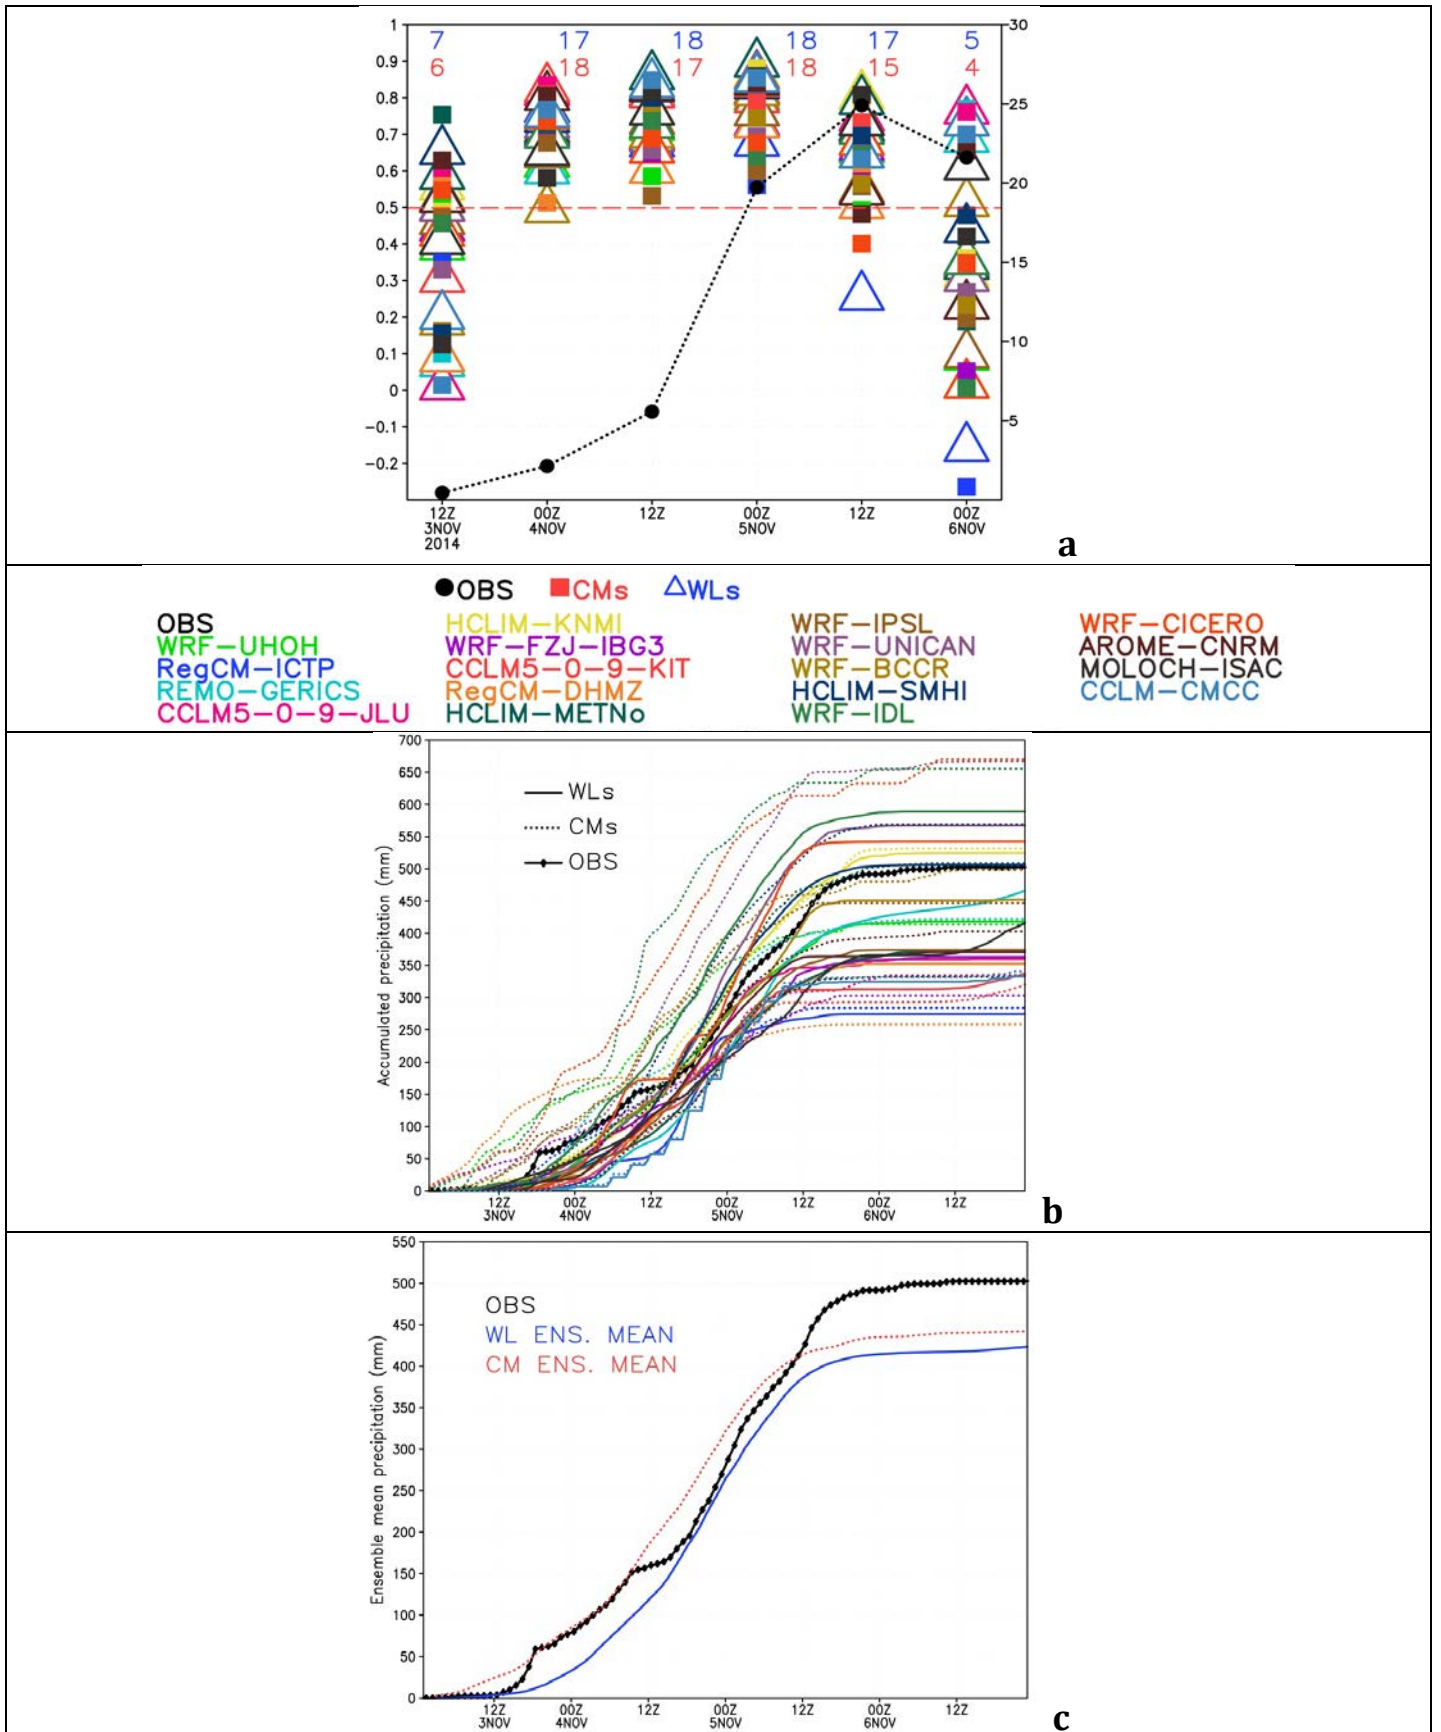 1 30
7 17 18 18 17 5
6 18 17 18 15 4
0.9
0.8
25
0.7
0.6
20
0.5
0.4
15
0.3
0.2
10
0.1
0
5
-0.1
-0.2
12Z 00Z 12Z 00Z 12Z 00Z
3NOV 4NOV 5NOV 6NOV
2014
a
OBS CMs WLs
OBS HCLIM-KNMI WRF-IPSL WRF-CICERO
WRF-UHOH WRF-FZJ-IBG3 WRF-UNICAN AROME-CNRM
RegCM-ICTP CCLM5-0-9-KIT WRF-BCCR MOLOCH-ISAC
REMO-GERICS RegCM-DHMZ HCLIM-SMHI CCLM-CMCC
CCLM5-0-9-JLU HCLIM-METNo WRF-IDL
700
650
600
550
500
450
400
350
300
250
200
150
100
50
0
Accumulated precipitation (mm)
WLs
CMs
OBS
12Z 00Z 12Z 00Z 12Z 00Z 12Z
3NOV 4NOV 5NOV 6NOV
b
550
500
450
400
350
300
250
200
150
100
50
0
Ensemble mean precipitation (mm)
OBS
WL ENS. MEAN
CM ENS. MEAN
12Z 00Z 12Z 00Z 12Z 00Z 12Z
3NOV 4NOV 5NOV 6NOV
c